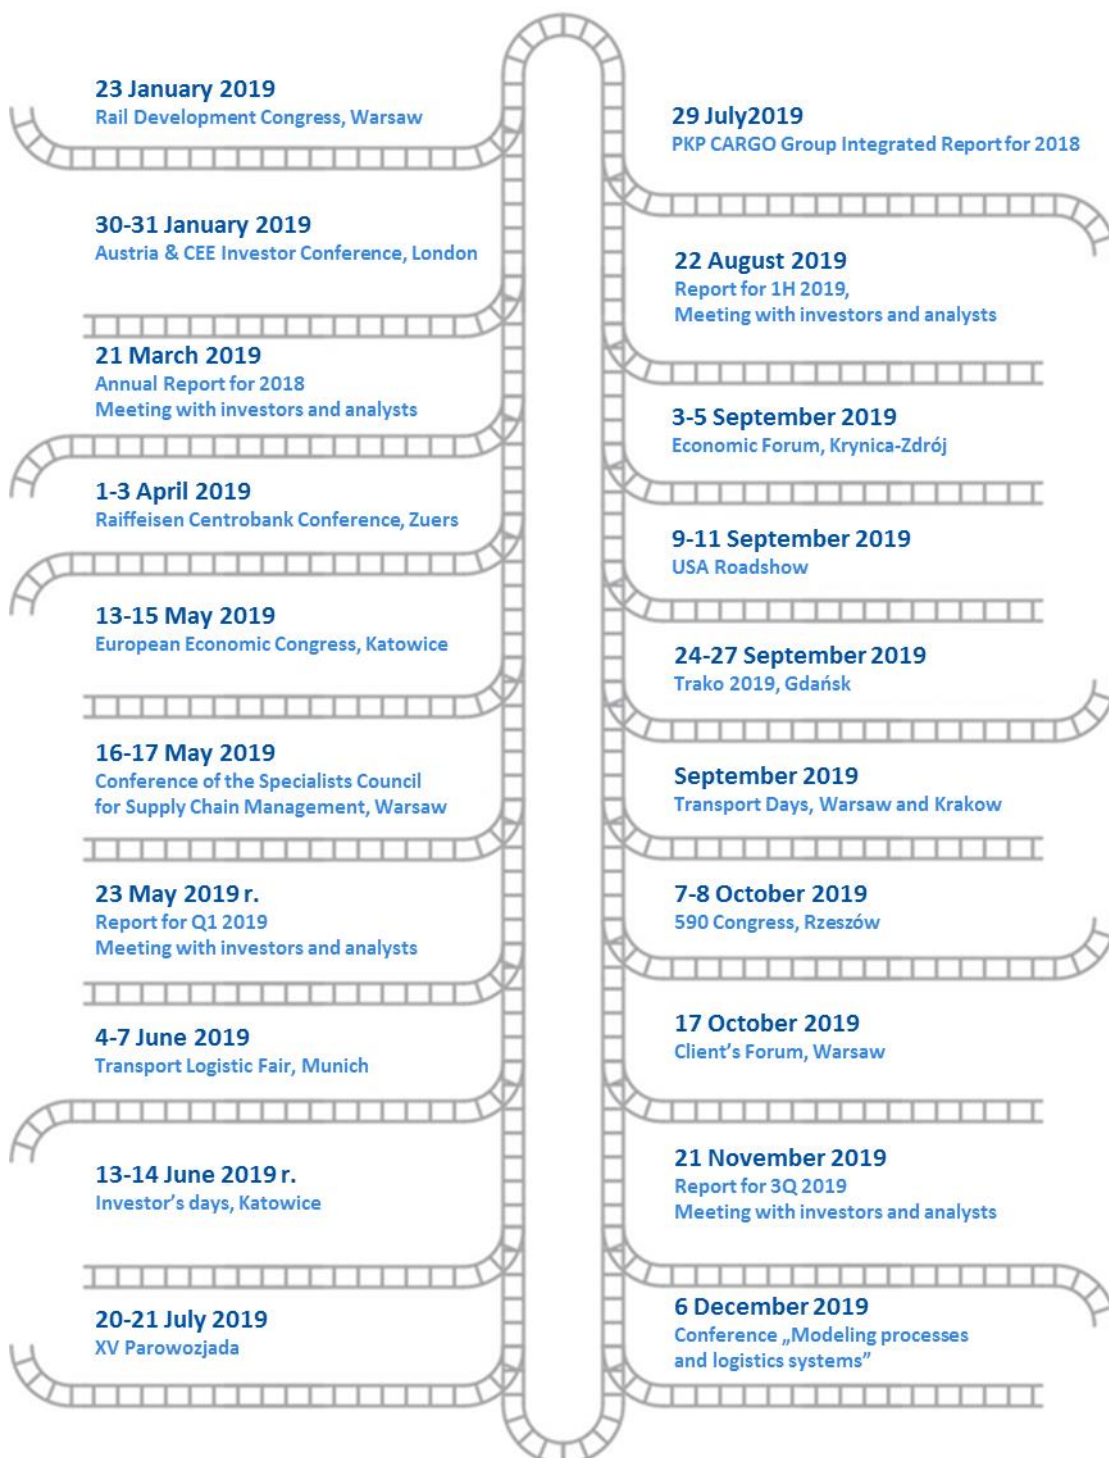 23 January 2019
Rail Development Congress, Warsaw
30-31 January 2019
Austria & CEE Investor Conference, London
21 March 2019
Annual Report for 2018
Meeting with investors and analysts
1-3 April 2019
Raiffeisen Centrobank Conference, Zuers
13-15 May 2019
European Economic Congress, Katowice
16-17 May 2019
Conference of the Specialists Council
for Supply Chain Management, Warsaw
23 May 2019 r.
Report for Q1 2019
Meeting with investors and analysts
4-7 June 2019
Transport Logistic Fair, Munich
13-14 June 2019 r.
Investor’s days, Katowice
20-21 July 2019
XV Parowozjada
29 July2019
PKP CARGO Group Integrated Report for 2018
22 August 2019
Report for 1H 2019,
Meeting with investors and analysts
3-5 September 2019
Economic Forum, Krynica-Zdrój
9-11 September 2019
USA Roadshow
24-27 September 2019
Trako 2019, Gdańsk
September 2019
Transport Days, Warsaw and Krakow
7-8 October 2019
590 Congress, Rzeszów
17 October 2019
Client’s Forum, Warsaw
21 November 2019
Report for 3Q 2019
Meeting with investors and analysts
6 December 2019
Conference „Modeling processes
and logistics systems”